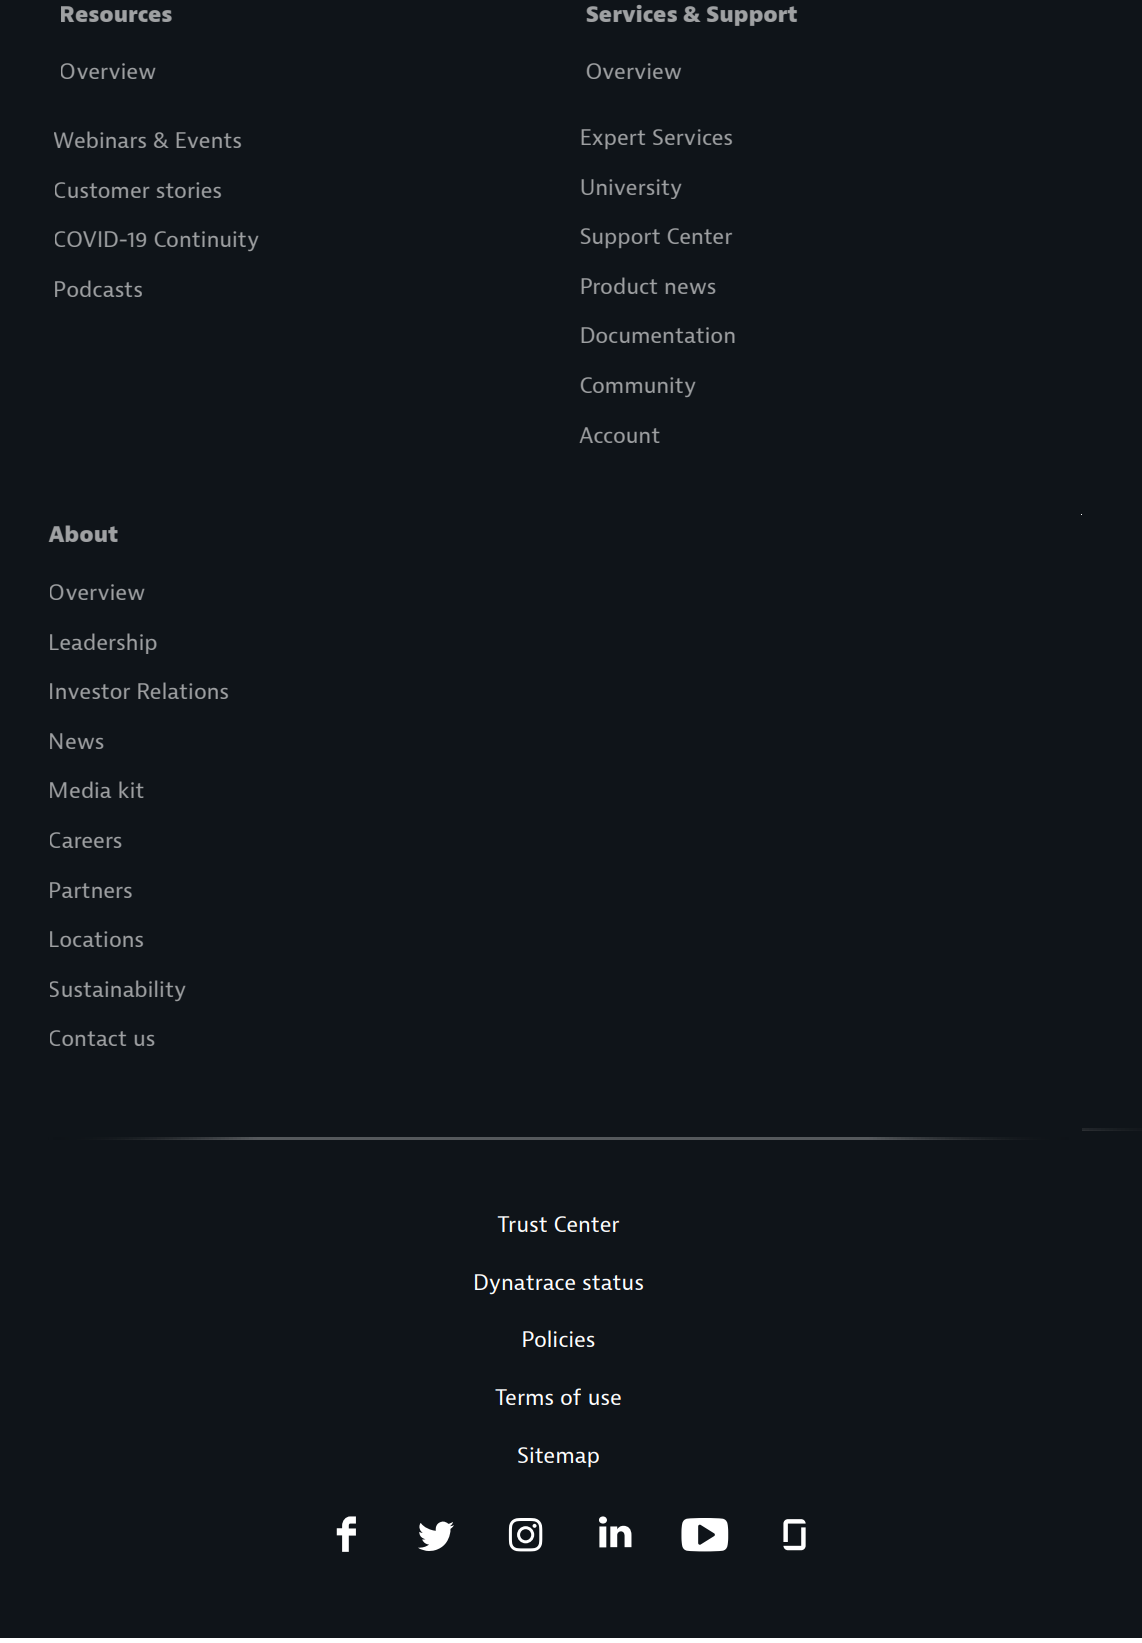 Resources
Overview
Webinars & Events
Customer stories
COVID-19 Continuity
Podcasts
Services & Support
Overview
Expert Services
University
Support Center
Product news
Documentation
Community
Account
About
Overview
Leadership
Investor Relations
News
Media kit
Careers
Partners
Locations
Sustainability
Contact us
Trust Center
Dynatrace status
Policies
Terms of use
Sitemap